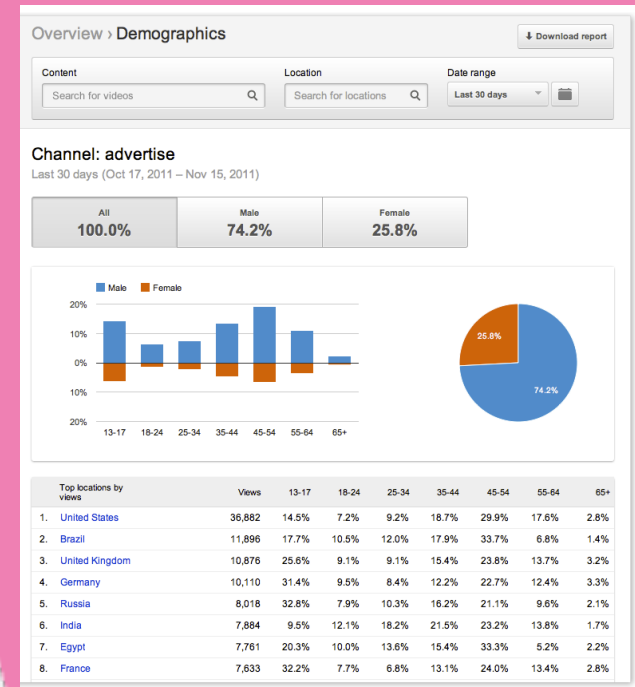 Overview › Demographics
Download report
Content Location Date range
Search for videos Search for locations Last 30 days
Channel: advertise
Last 30 days (Oct 17, 2011 – Nov 15, 2011)
All Male Female
100.0% 74.2% 25.8%
Male Female
20%
10%
0%
10%
20%
13-17 18-24 25-34 35-44 45-54 55-64 65+
25.8%
74.2%
Top locations by
views Views 13-17 18-24 25-34 35-44 45-54 55-64 65+
1. United States 36,882 14.5% 7.2% 9.2% 18.7% 29.9% 17.6% 2.8%
2. Brazil 11,896 17.7% 10.5% 12.0% 17.9% 33.7% 6.8% 1.4%
3. United Kingdom 10,876 25.6% 9.1% 9.1% 15.4% 23.8% 13.7% 3.2%
4. Germany 10,110 31.4% 9.5% 8.4% 12.2% 22.7% 12.4% 3.3%
5. Russia 8,018 32.8% 7.9% 10.3% 16.2% 21.1% 9.6% 2.1%
6. India 7,884 9.5% 12.1% 18.2% 21.5% 23.2% 13.8% 1.7%
7. Egypt 7,761 20.3% 10.0% 13.6% 15.4% 33.3% 5.2% 2.2%
8. France 7,633 32.2% 7.7% 6.8% 13.1% 24.0% 13.4% 2.8%